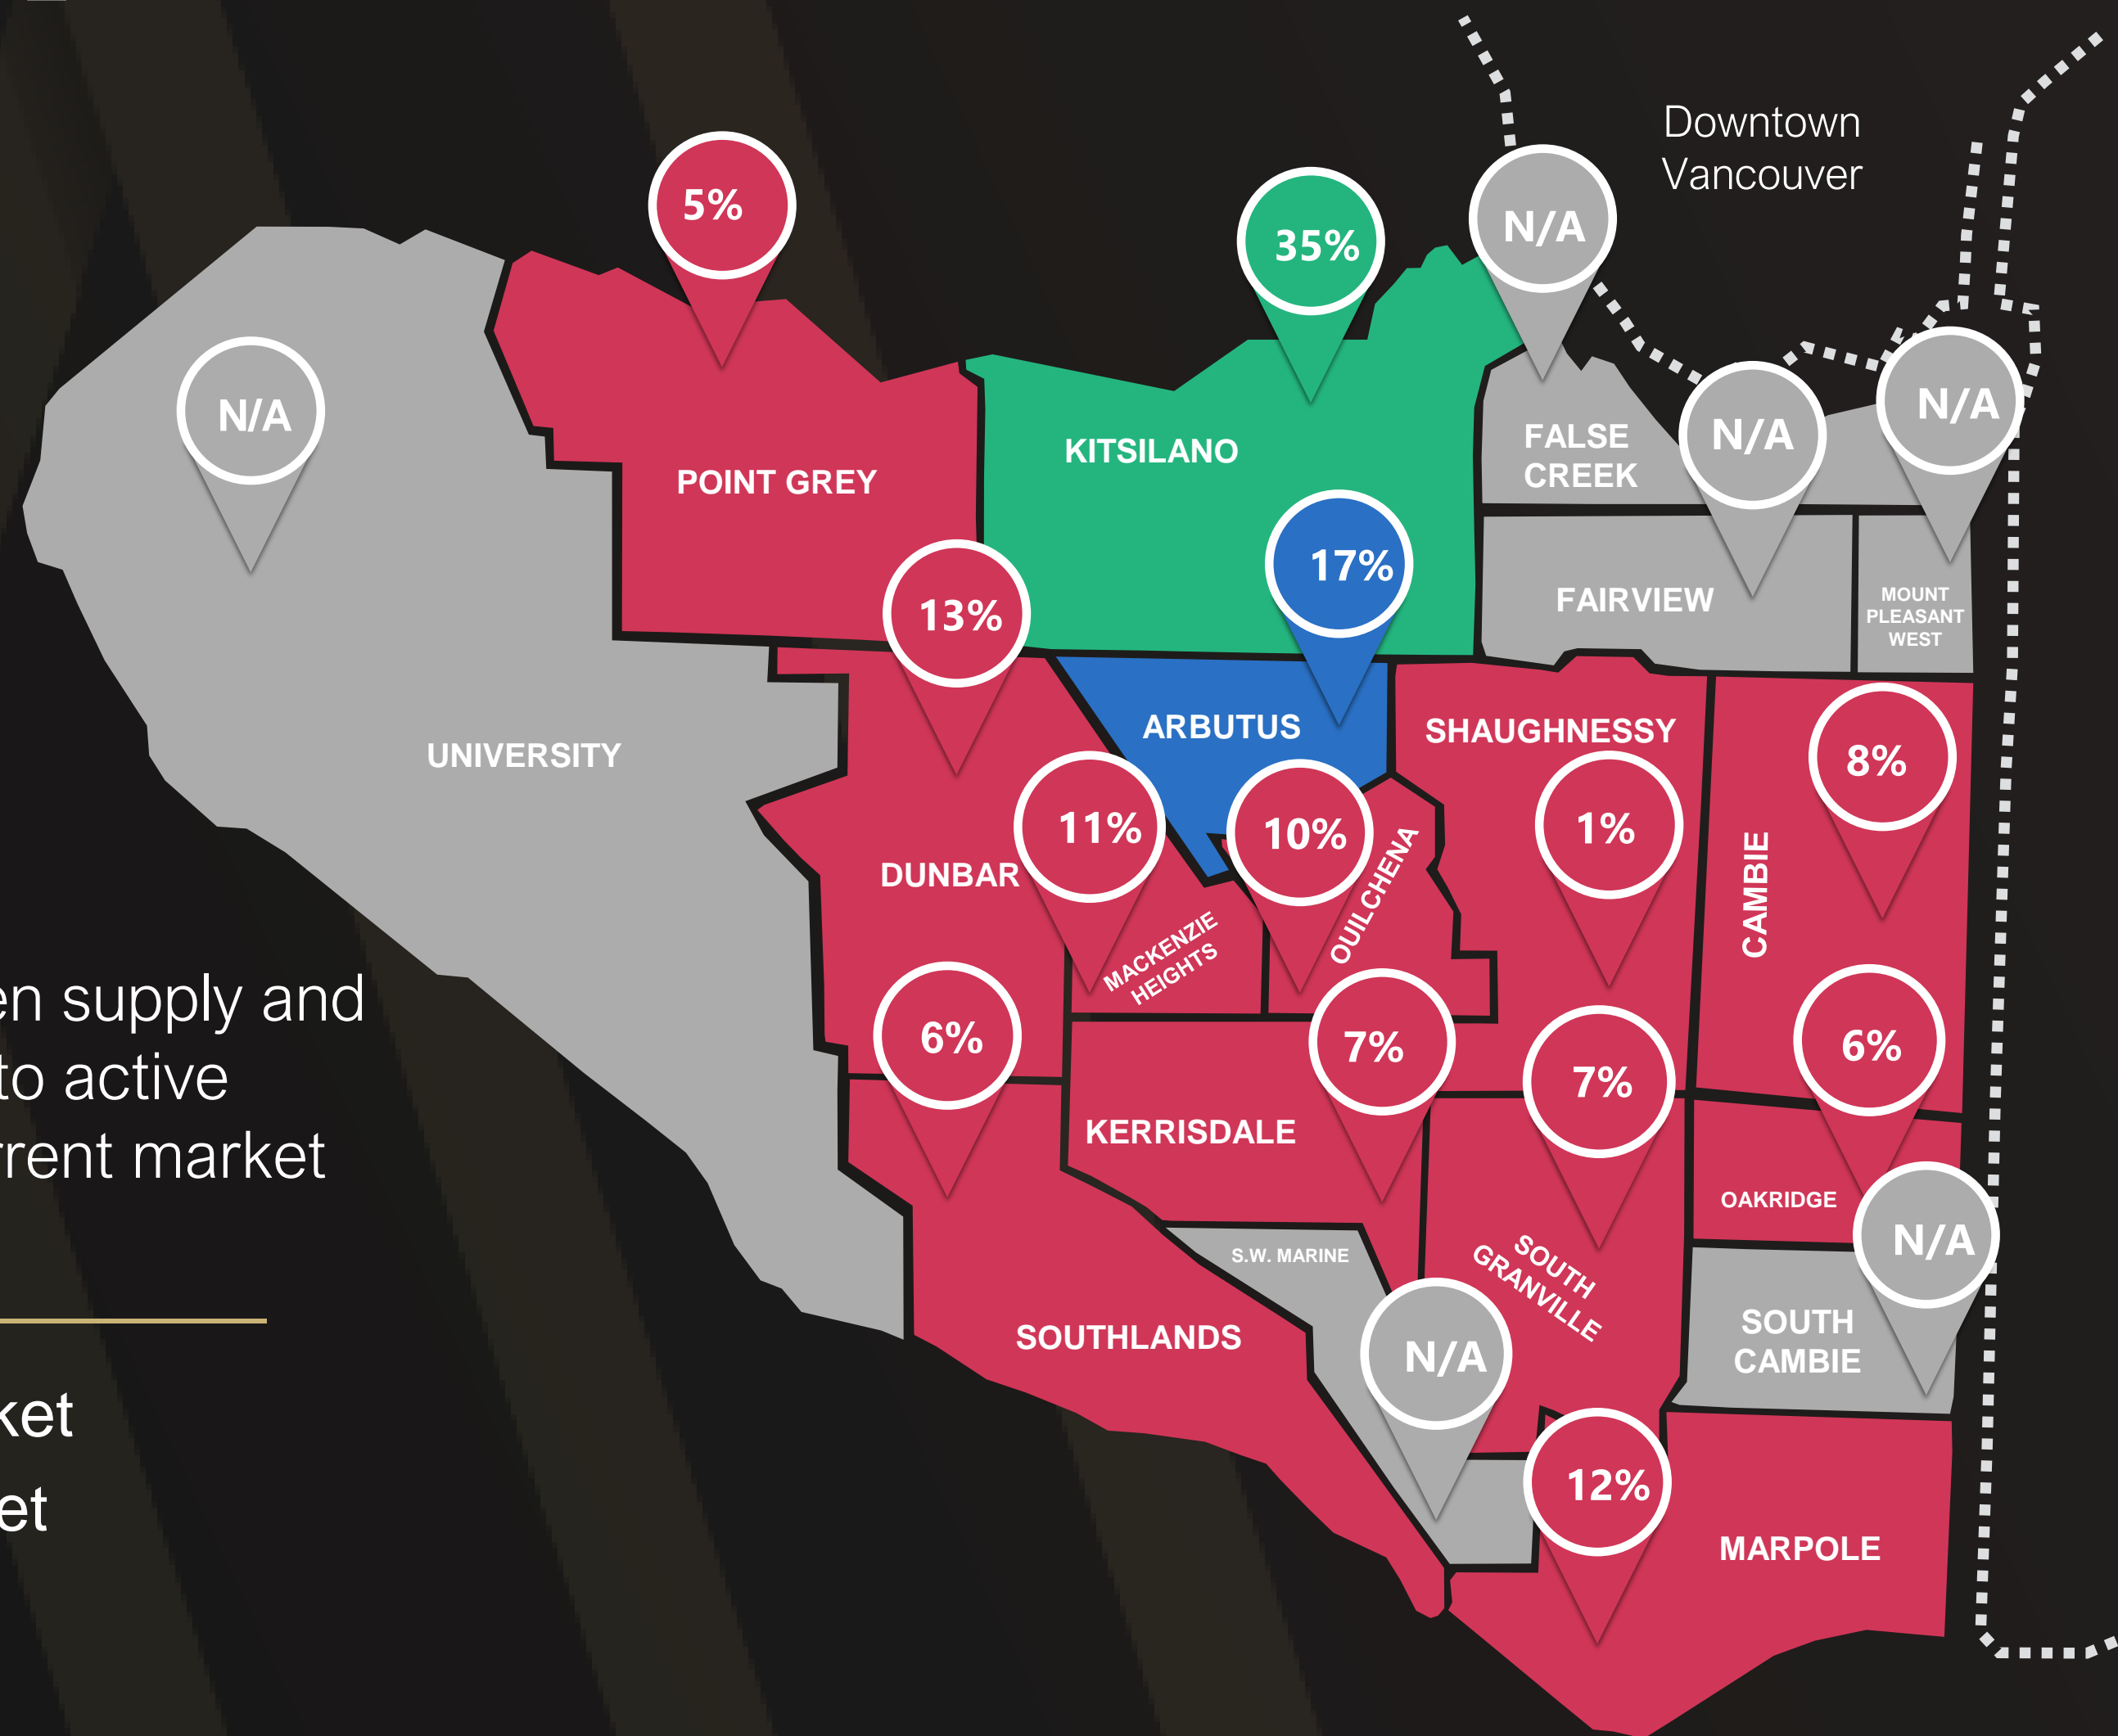 Downtown
Vancouver
5%
35%
N/A
N/A
N/A
N/A
KITSILANO
FALSE
CREEK
POINT GREY
17%
13%
FAIRVIEW
MOUNT
PLEASANT
WEST
ARBUTUS
SHAUGHNESSY
UNIVERSITY
8%
11%
10%
1%
DUNBAR
QUILCHENA
CAMBIE
MACKENZIE
HEIGHTS
en supply and
to active
rrent market
6%
7%
7%
6%
KERRISDALE
OAKRIDGE
N/A
S.W. MARINE
SOUTH
GRANVILLE
SOUTHLANDS
SOUTH
CAMBIE
N/A
ket
et
12%
MARPOLE